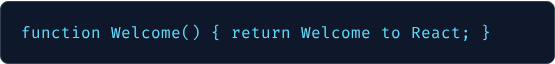 function Welcome() { return Welcome to React; }